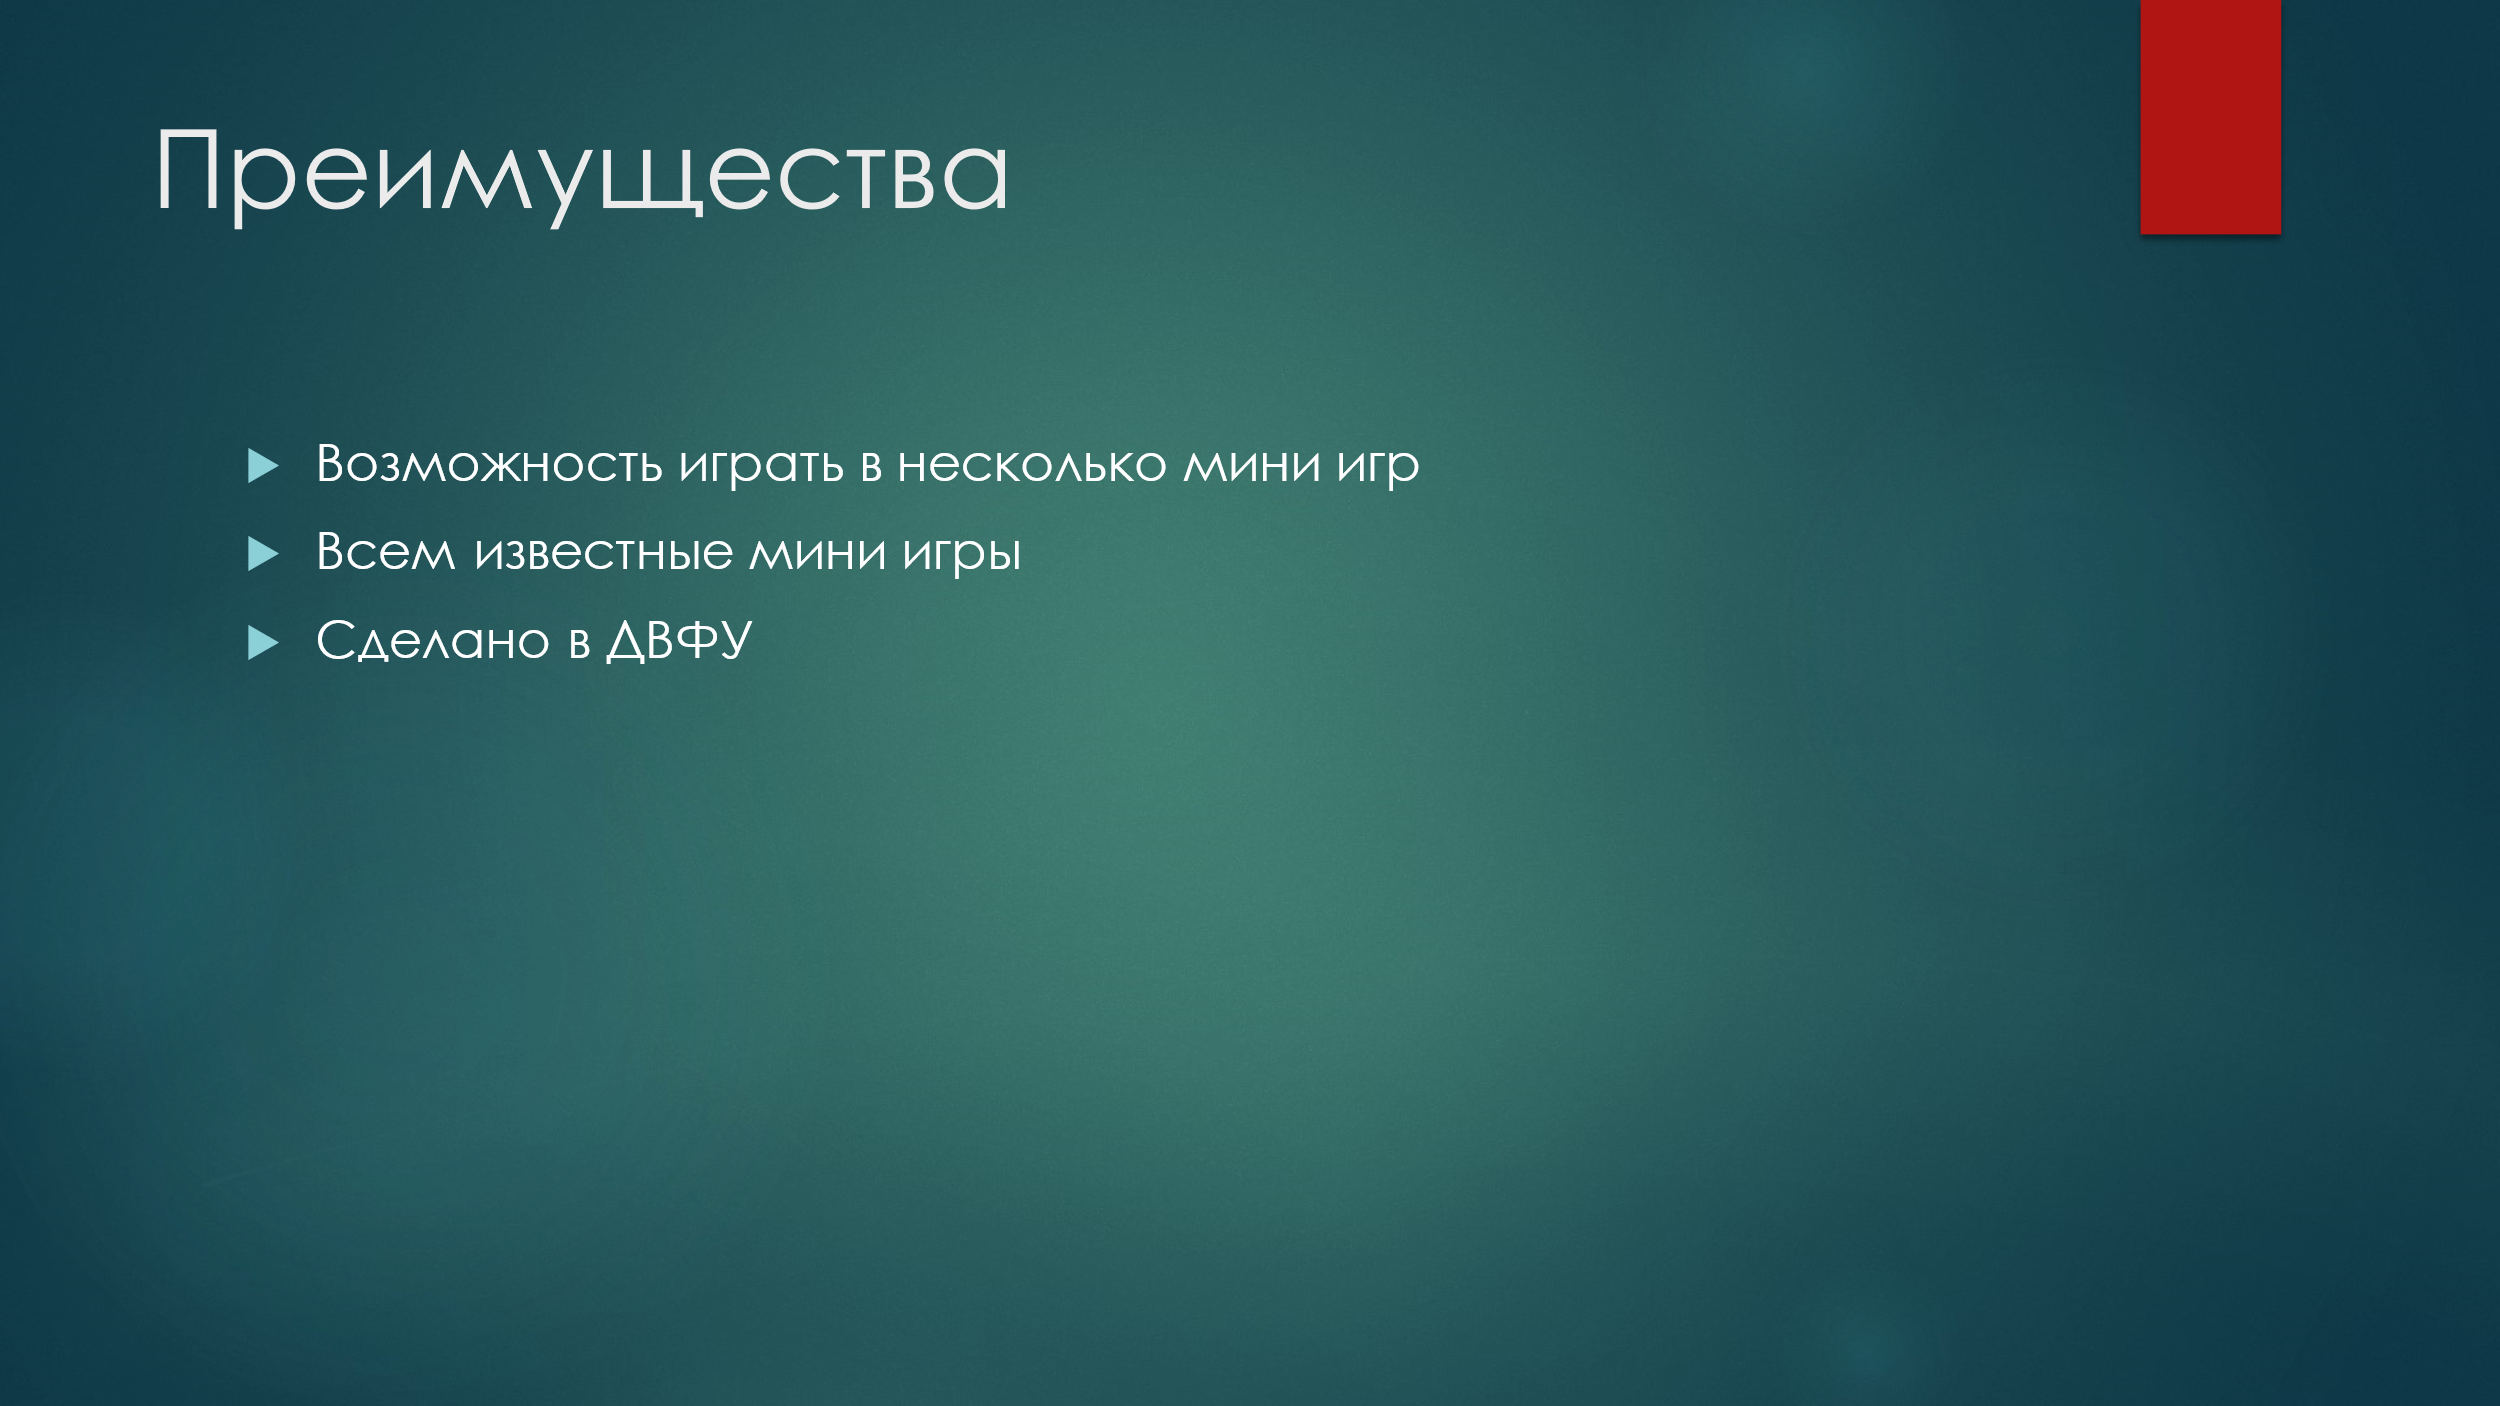 Преимущества
Возможность играть в несколько мини игр
Всем известные мини игры
Сделано в ДВФУ